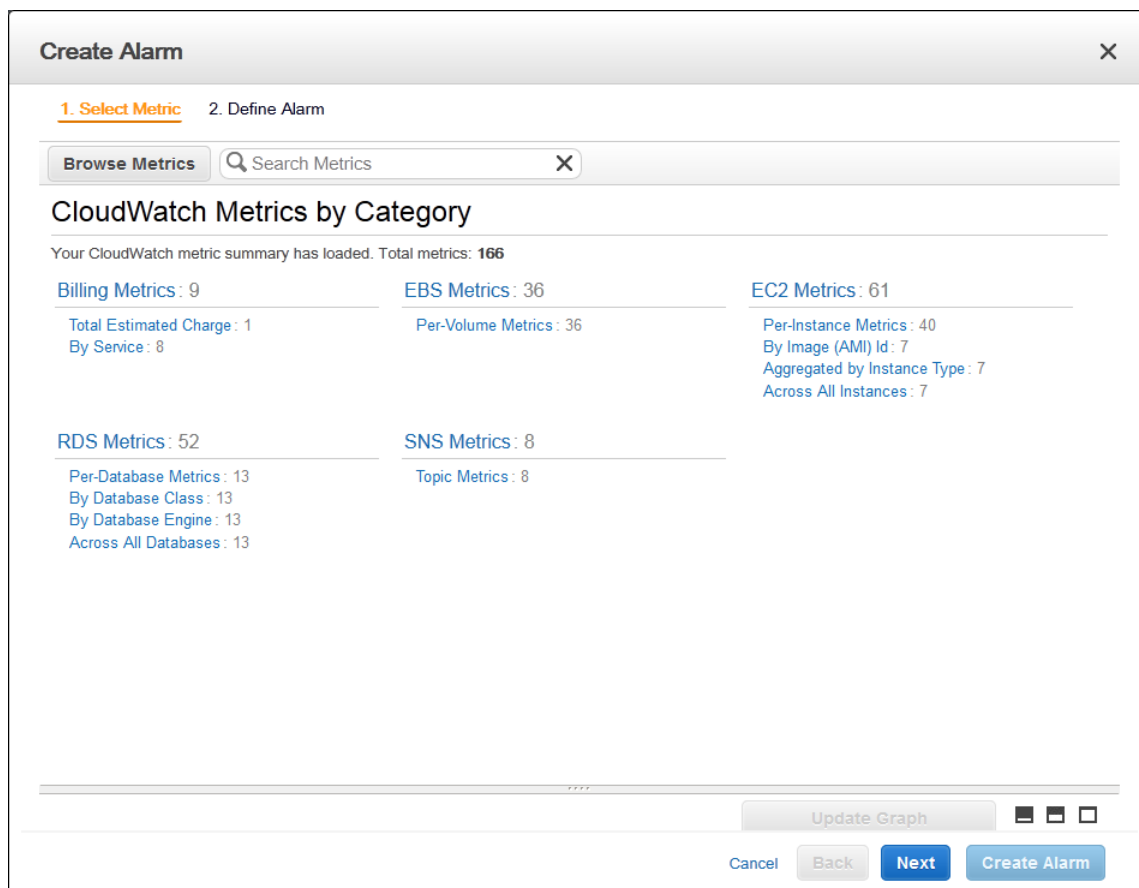 Create Alarm
1. Select Metric 2. Define Alarm
Browse Metrics Search Metrics
CloudWatch Metrics by Category
Your CloudWatch metric summary has loaded. Total metrics: 166
Billing Metrics : 9
Total Estimated Charge : 1
By Service : 8
EBS Metrics : 36
Per-Volume Metrics : 36
EC2 Metrics : 61
Per-Instance Metrics : 40
By Image (AMI) Id : 7
Aggregated by Instance Type : 7
Across All Instances : 7
RDS Metrics : 52
Per-Database Metrics : 13
By Database Class : 13
By Database Engine : 13
Across All Databases : 13
SNS Metrics : 8
Topic Metrics : 8
Update Graph
Cancel Back Next Create Alarm